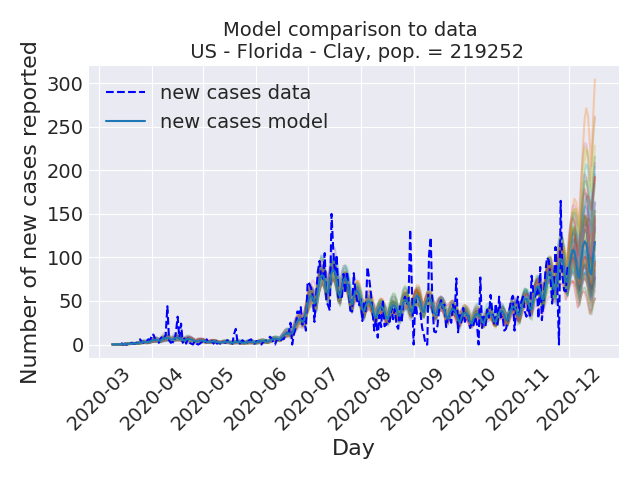 Model comparison to data
US - Florida - Clay, pop. = 219252
Number of new cases reported
300
250
200
150
100
50
0
new cases data
new cases model
2020-03
2020-04
2020-05
2020-06
2020-07
2020-08
2020-09
2020-10
2020-11
2020-12
Day